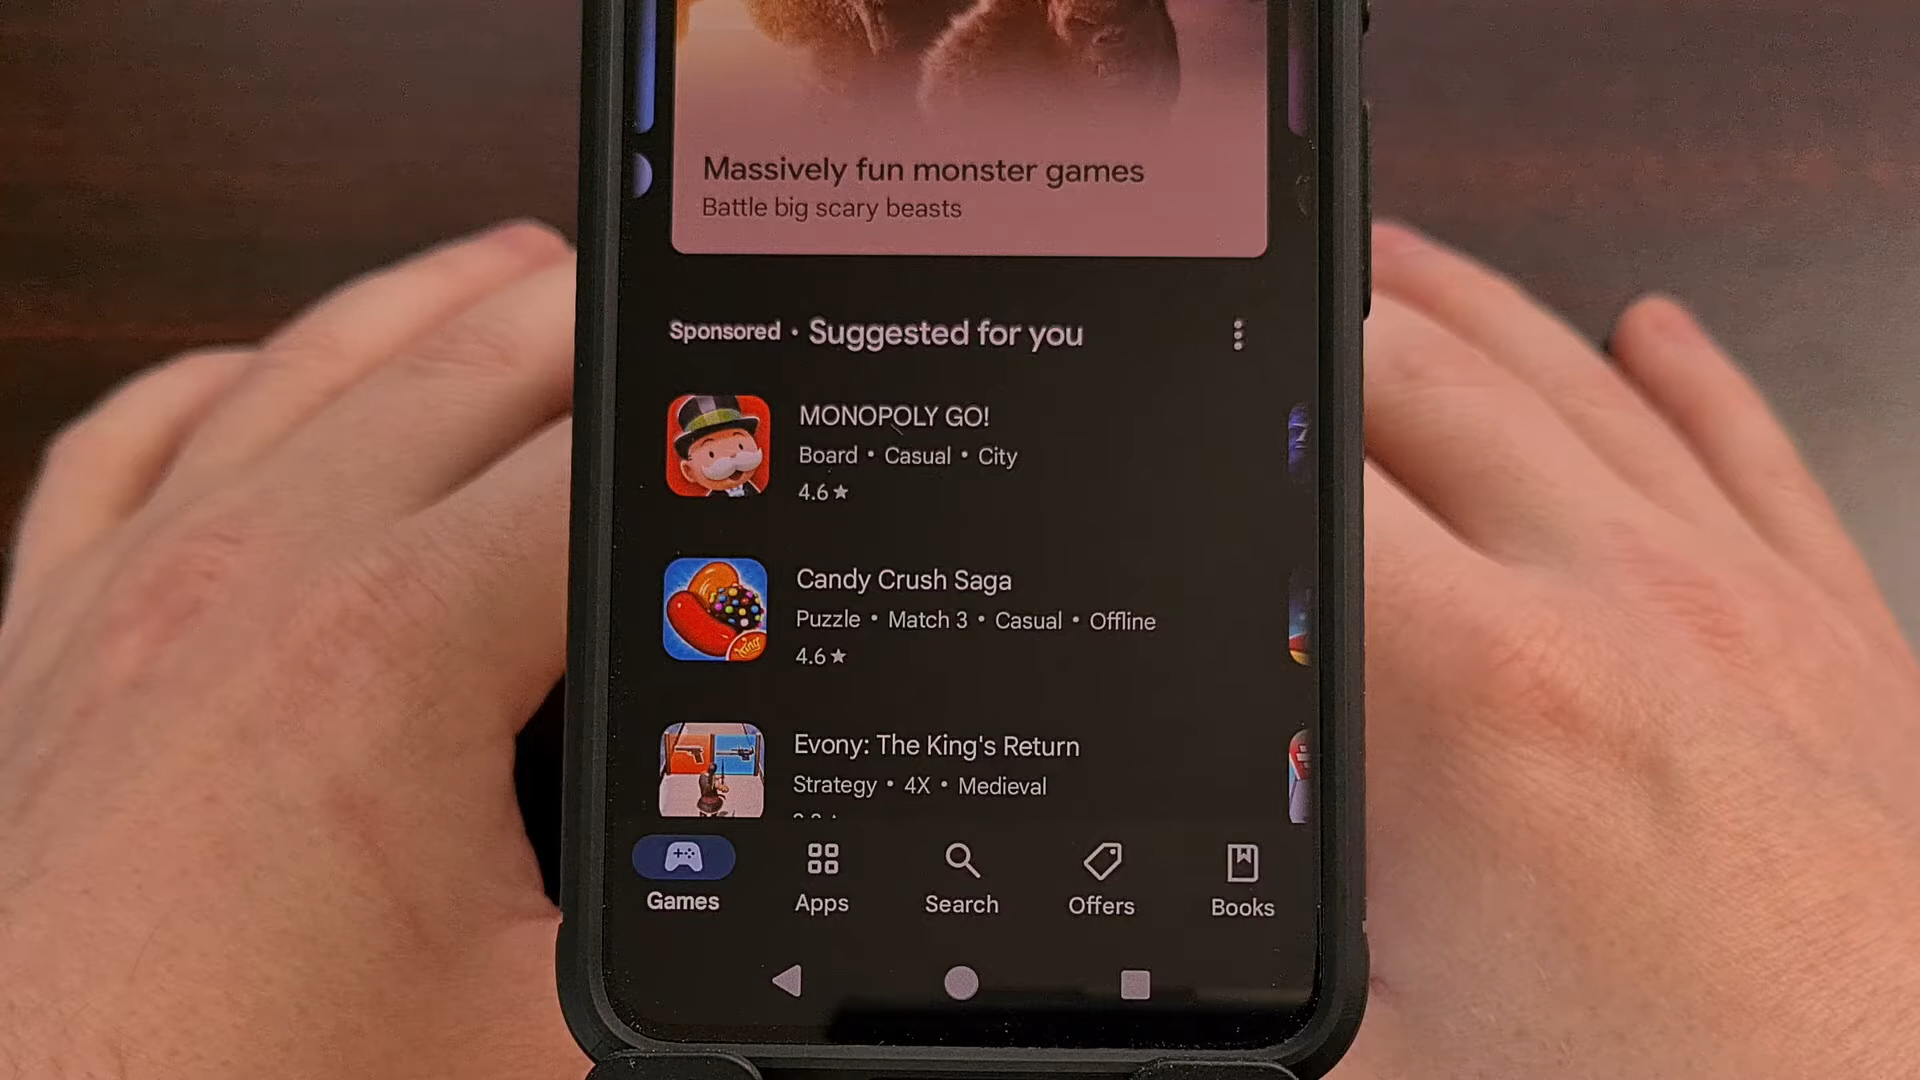 Massively fun monster games
Battle big scary beasts
Sponsored • Suggested for you
MONOPOLY GO!
Board • Casual • City
4.6★
Candy Crush Saga
Puzzle • Match 3 • Casual • Offline
4.6★
King
Evony: The King's Return
Strategy • 4X • Medieval
Games
Apps
Search
Offers
Books